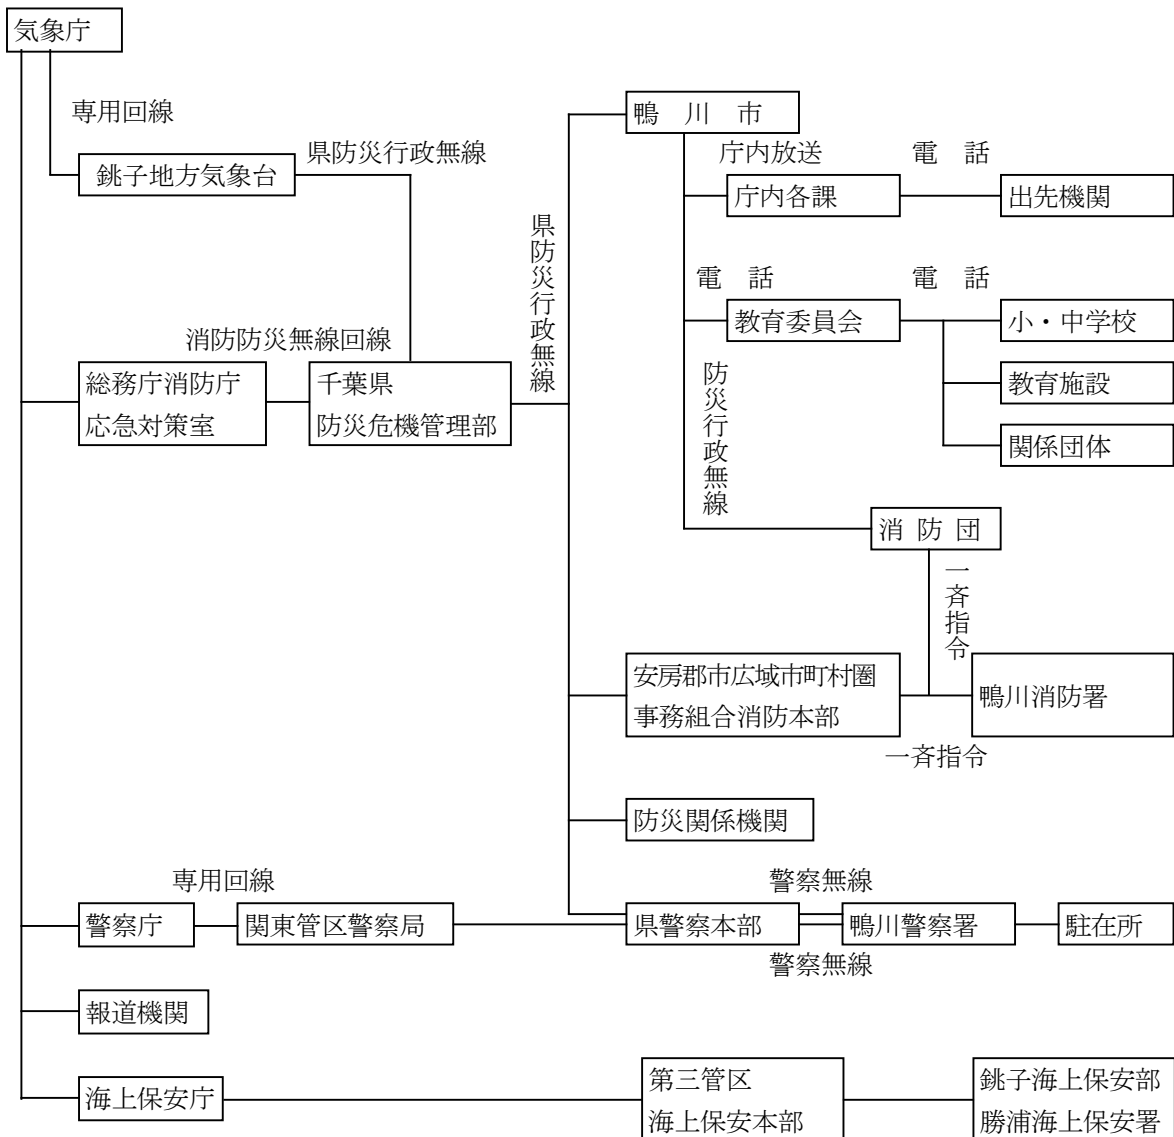 気象庁
専用回線
鴨 川 市
県防災行政無線
庁内放送
電 話
銚子地方気象台
庁内各課
出先機関
県防災行政無線
電 話
電 話
教育委員会
小・中学校
消防防災無線回線
総務庁消防庁
応急対策室
千葉県
防災危機管理部
防災行政無線
教育施設
関係団体
消 防 団
一斉指令
安房郡市広域市町村圏
事務組合消防本部
鴨川消防署
一斉指令
防災関係機関
専用回線
警察無線
警察庁
関東管区警察局
県警察本部
鴨川警察署
駐在所
警察無線
報道機関
海上保安庁
第三管区
海上保安本部
銚子海上保安部
勝浦海上保安署